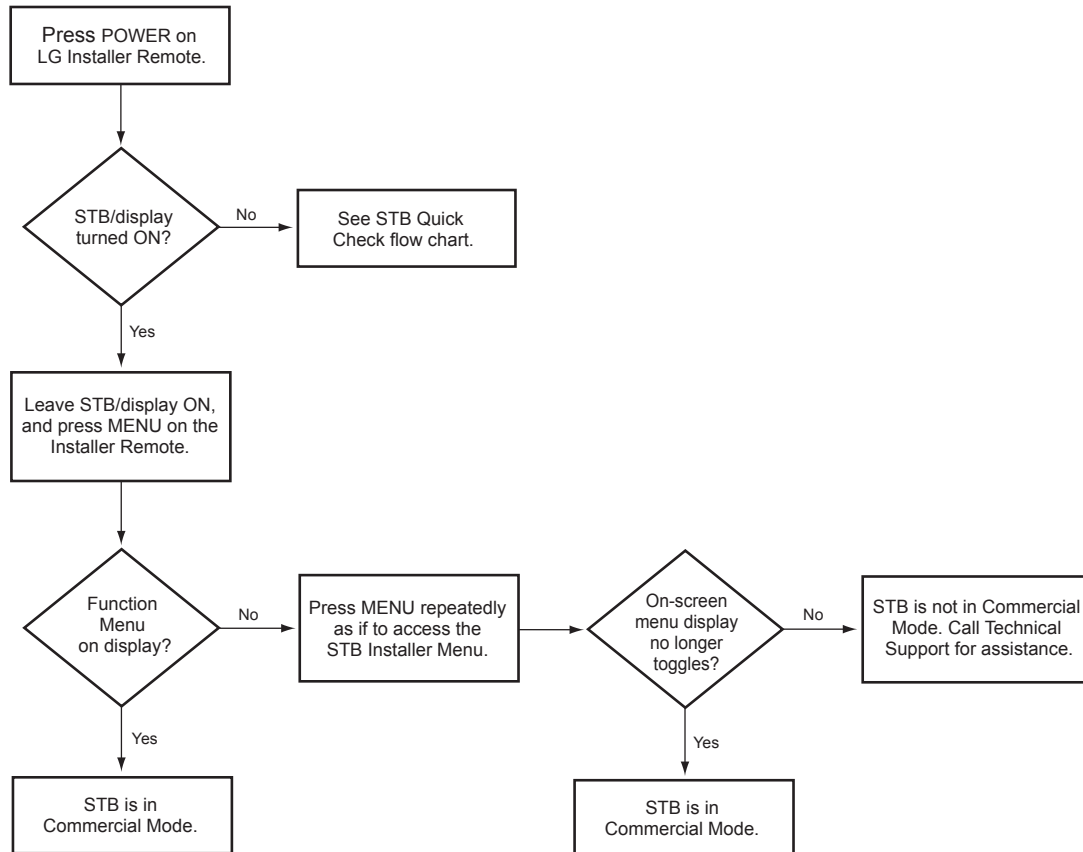 Press POWER on
LG Installer Remote.
STB/display
turned ON?
No
See STB Quick
Check flow chart.
Yes
Leave STB/display ON,
and press MENU on the
Installer Remote.
Function
Menu
on display?
No
Press MENU repeatedly
as if to access the
STB Installer Menu.
On-screen
menu display
no longer
toggles?
No
STB is not in Commercial
Mode. Call Technical
Support for assistance.
Yes
STB is in
Commercial Mode.
Yes
STB is in
Commercial Mode.